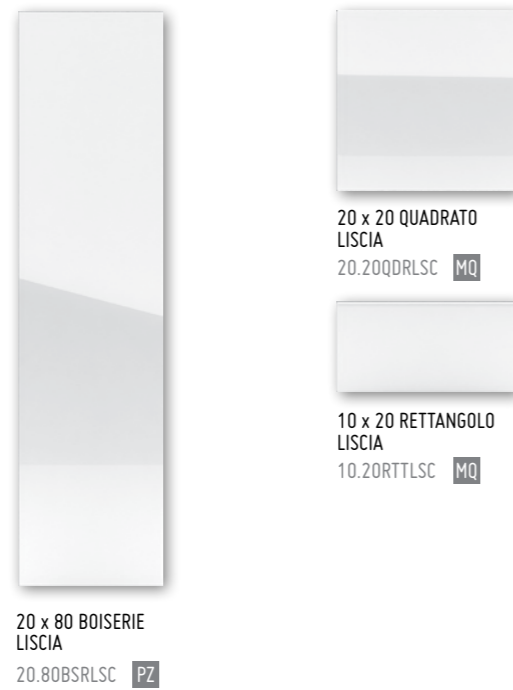 20 x 20 QUADRATO
LISCIA
20.20QDRLSC MQ
10 x 20 RETTANGOLO
LISCIA
10.20RTTLSC MQ
20 x 80 BOISERIE
LISCIA
20.80BSRLSC PZ